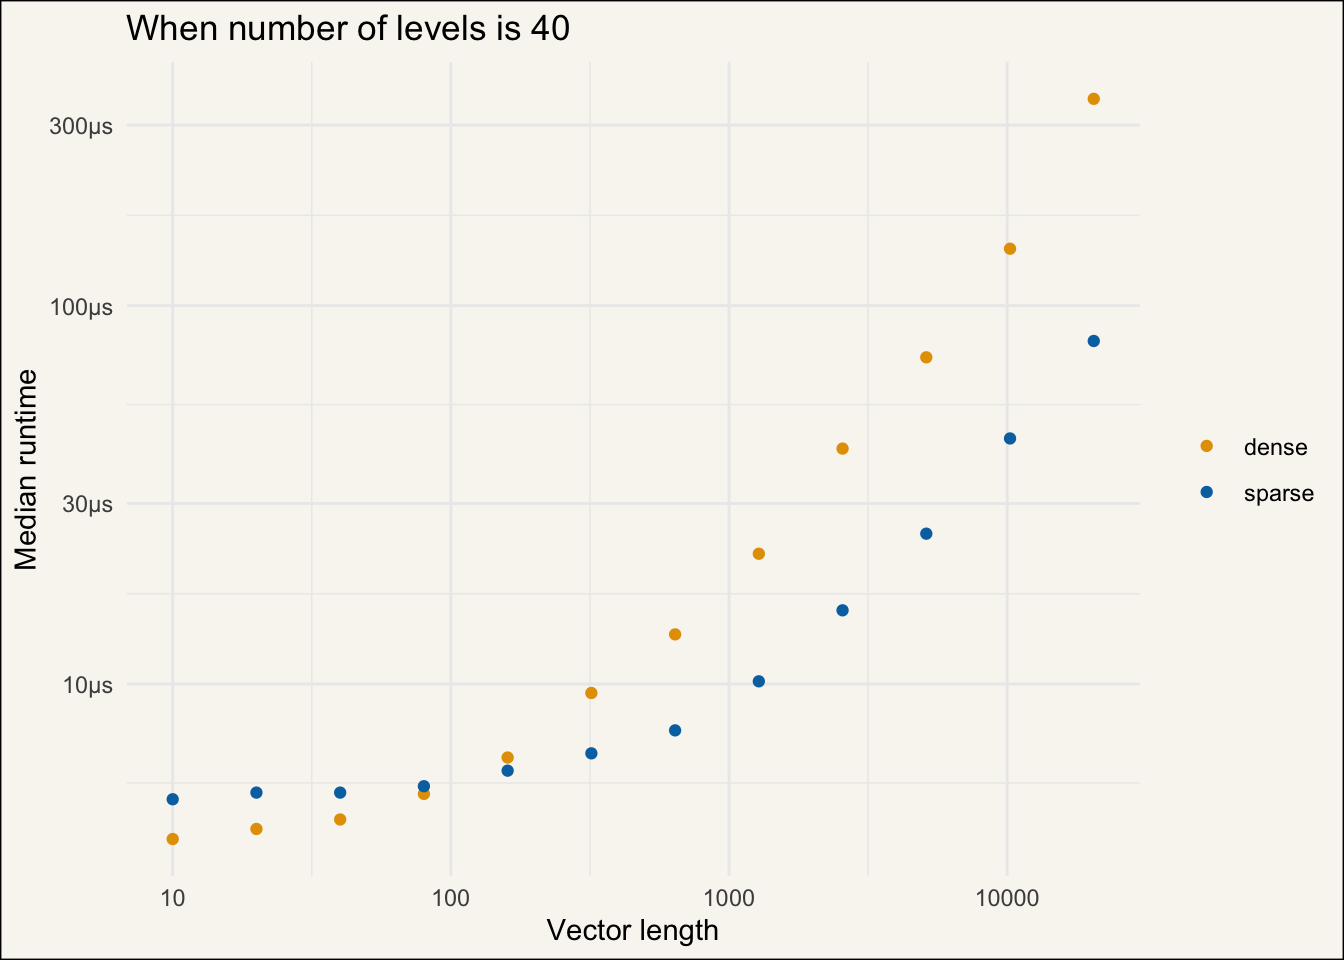 When number of levels is 40
300µs
100µs
30µs
10µs
Median runtime
10 100 1000 10000
Vector length
dense
sparse